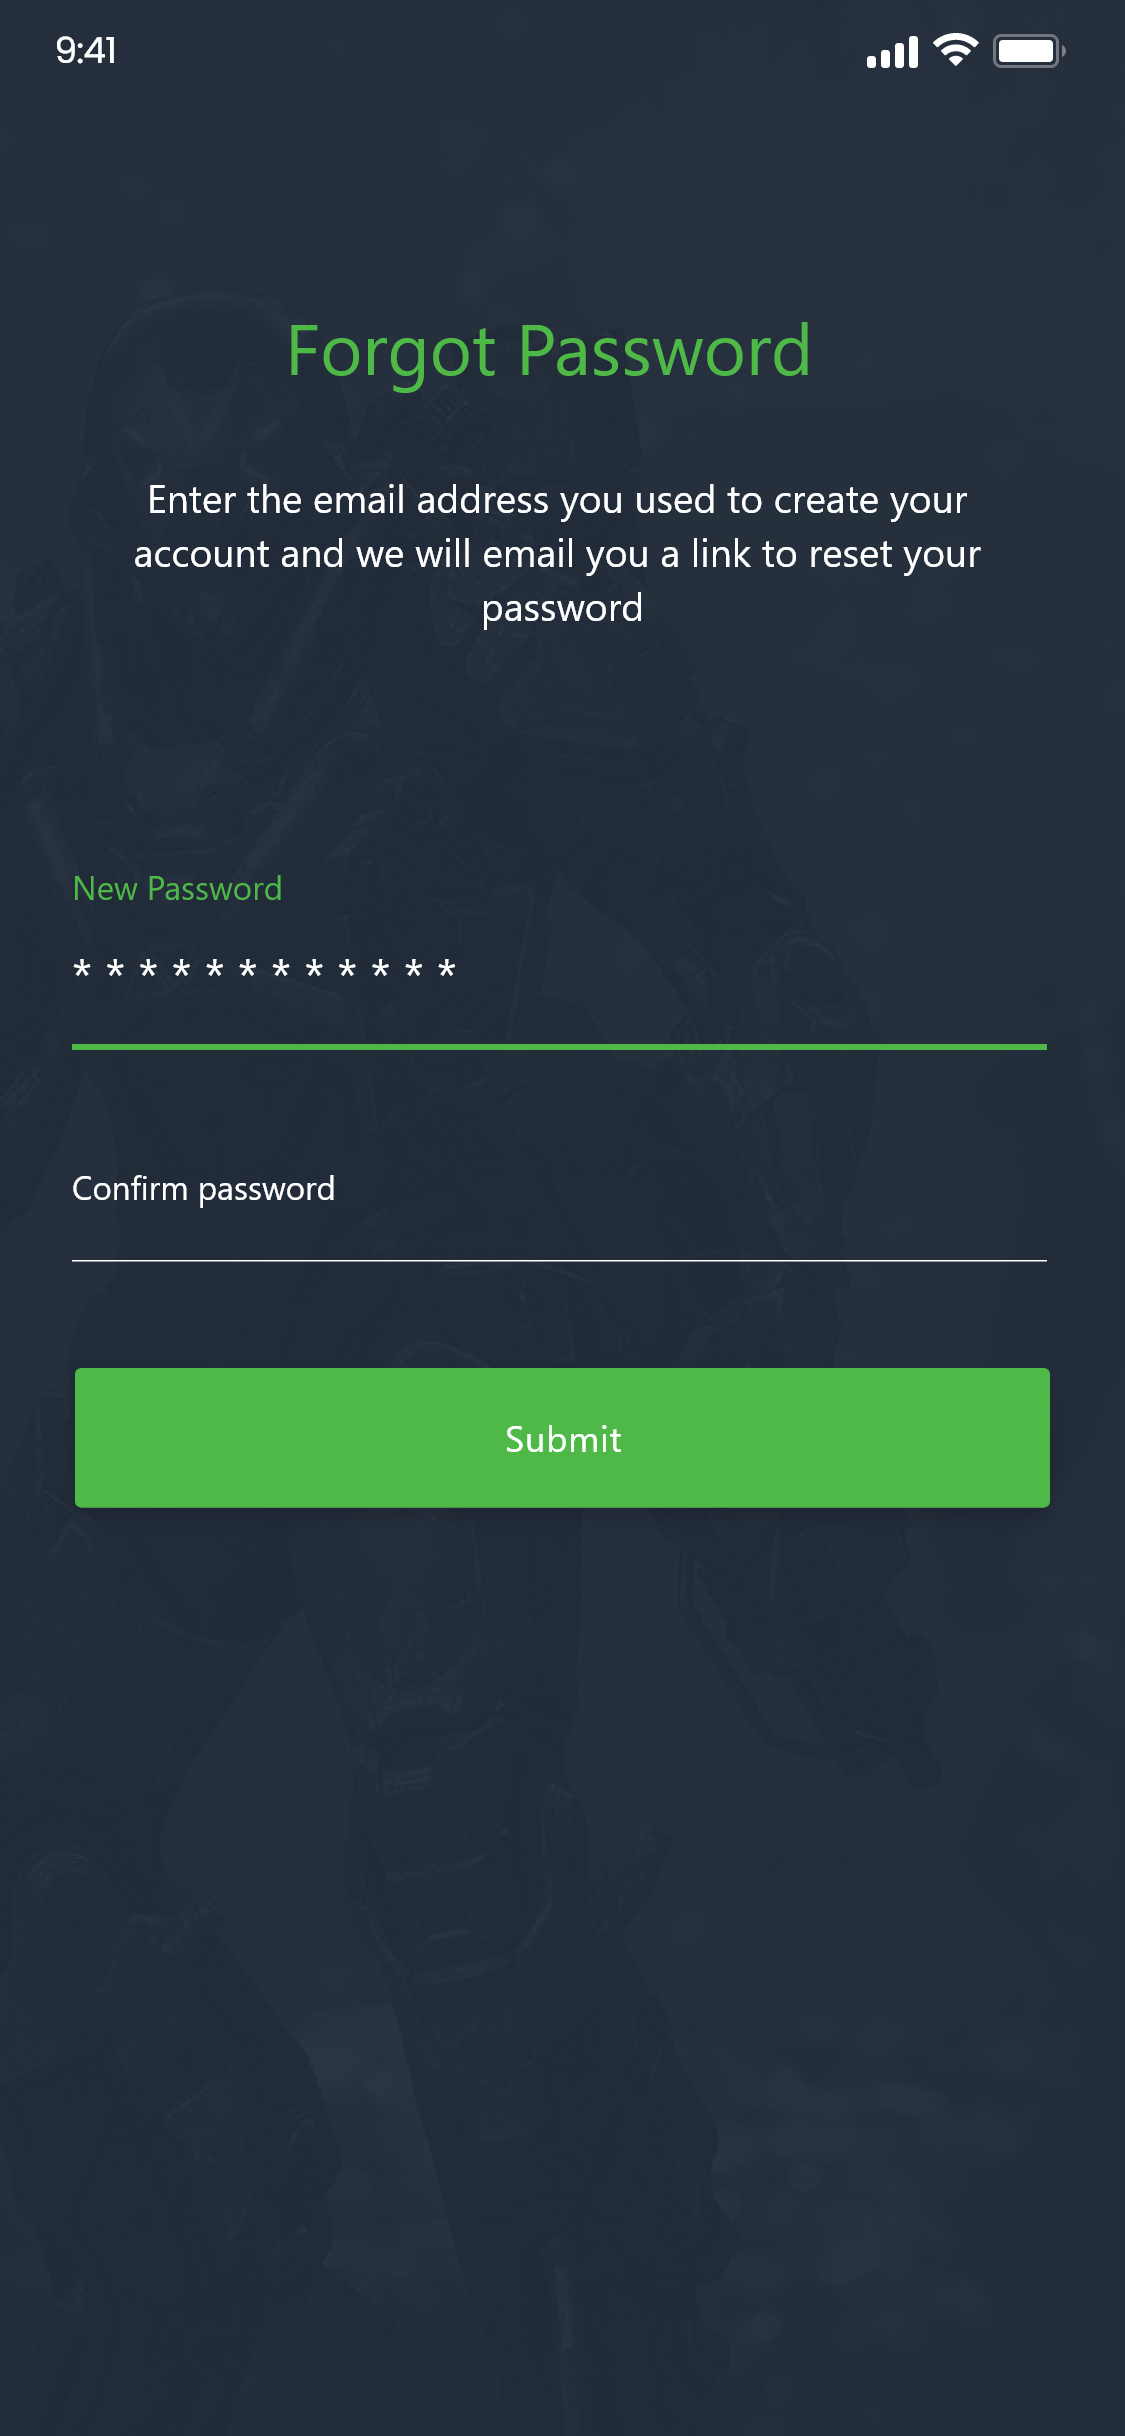 9:41
Forgot Password
Enter the email address you used to create your
account and we will email you a link to reset your
password
New Password
* * * * * * * * * * * *
Confirm password
Submit